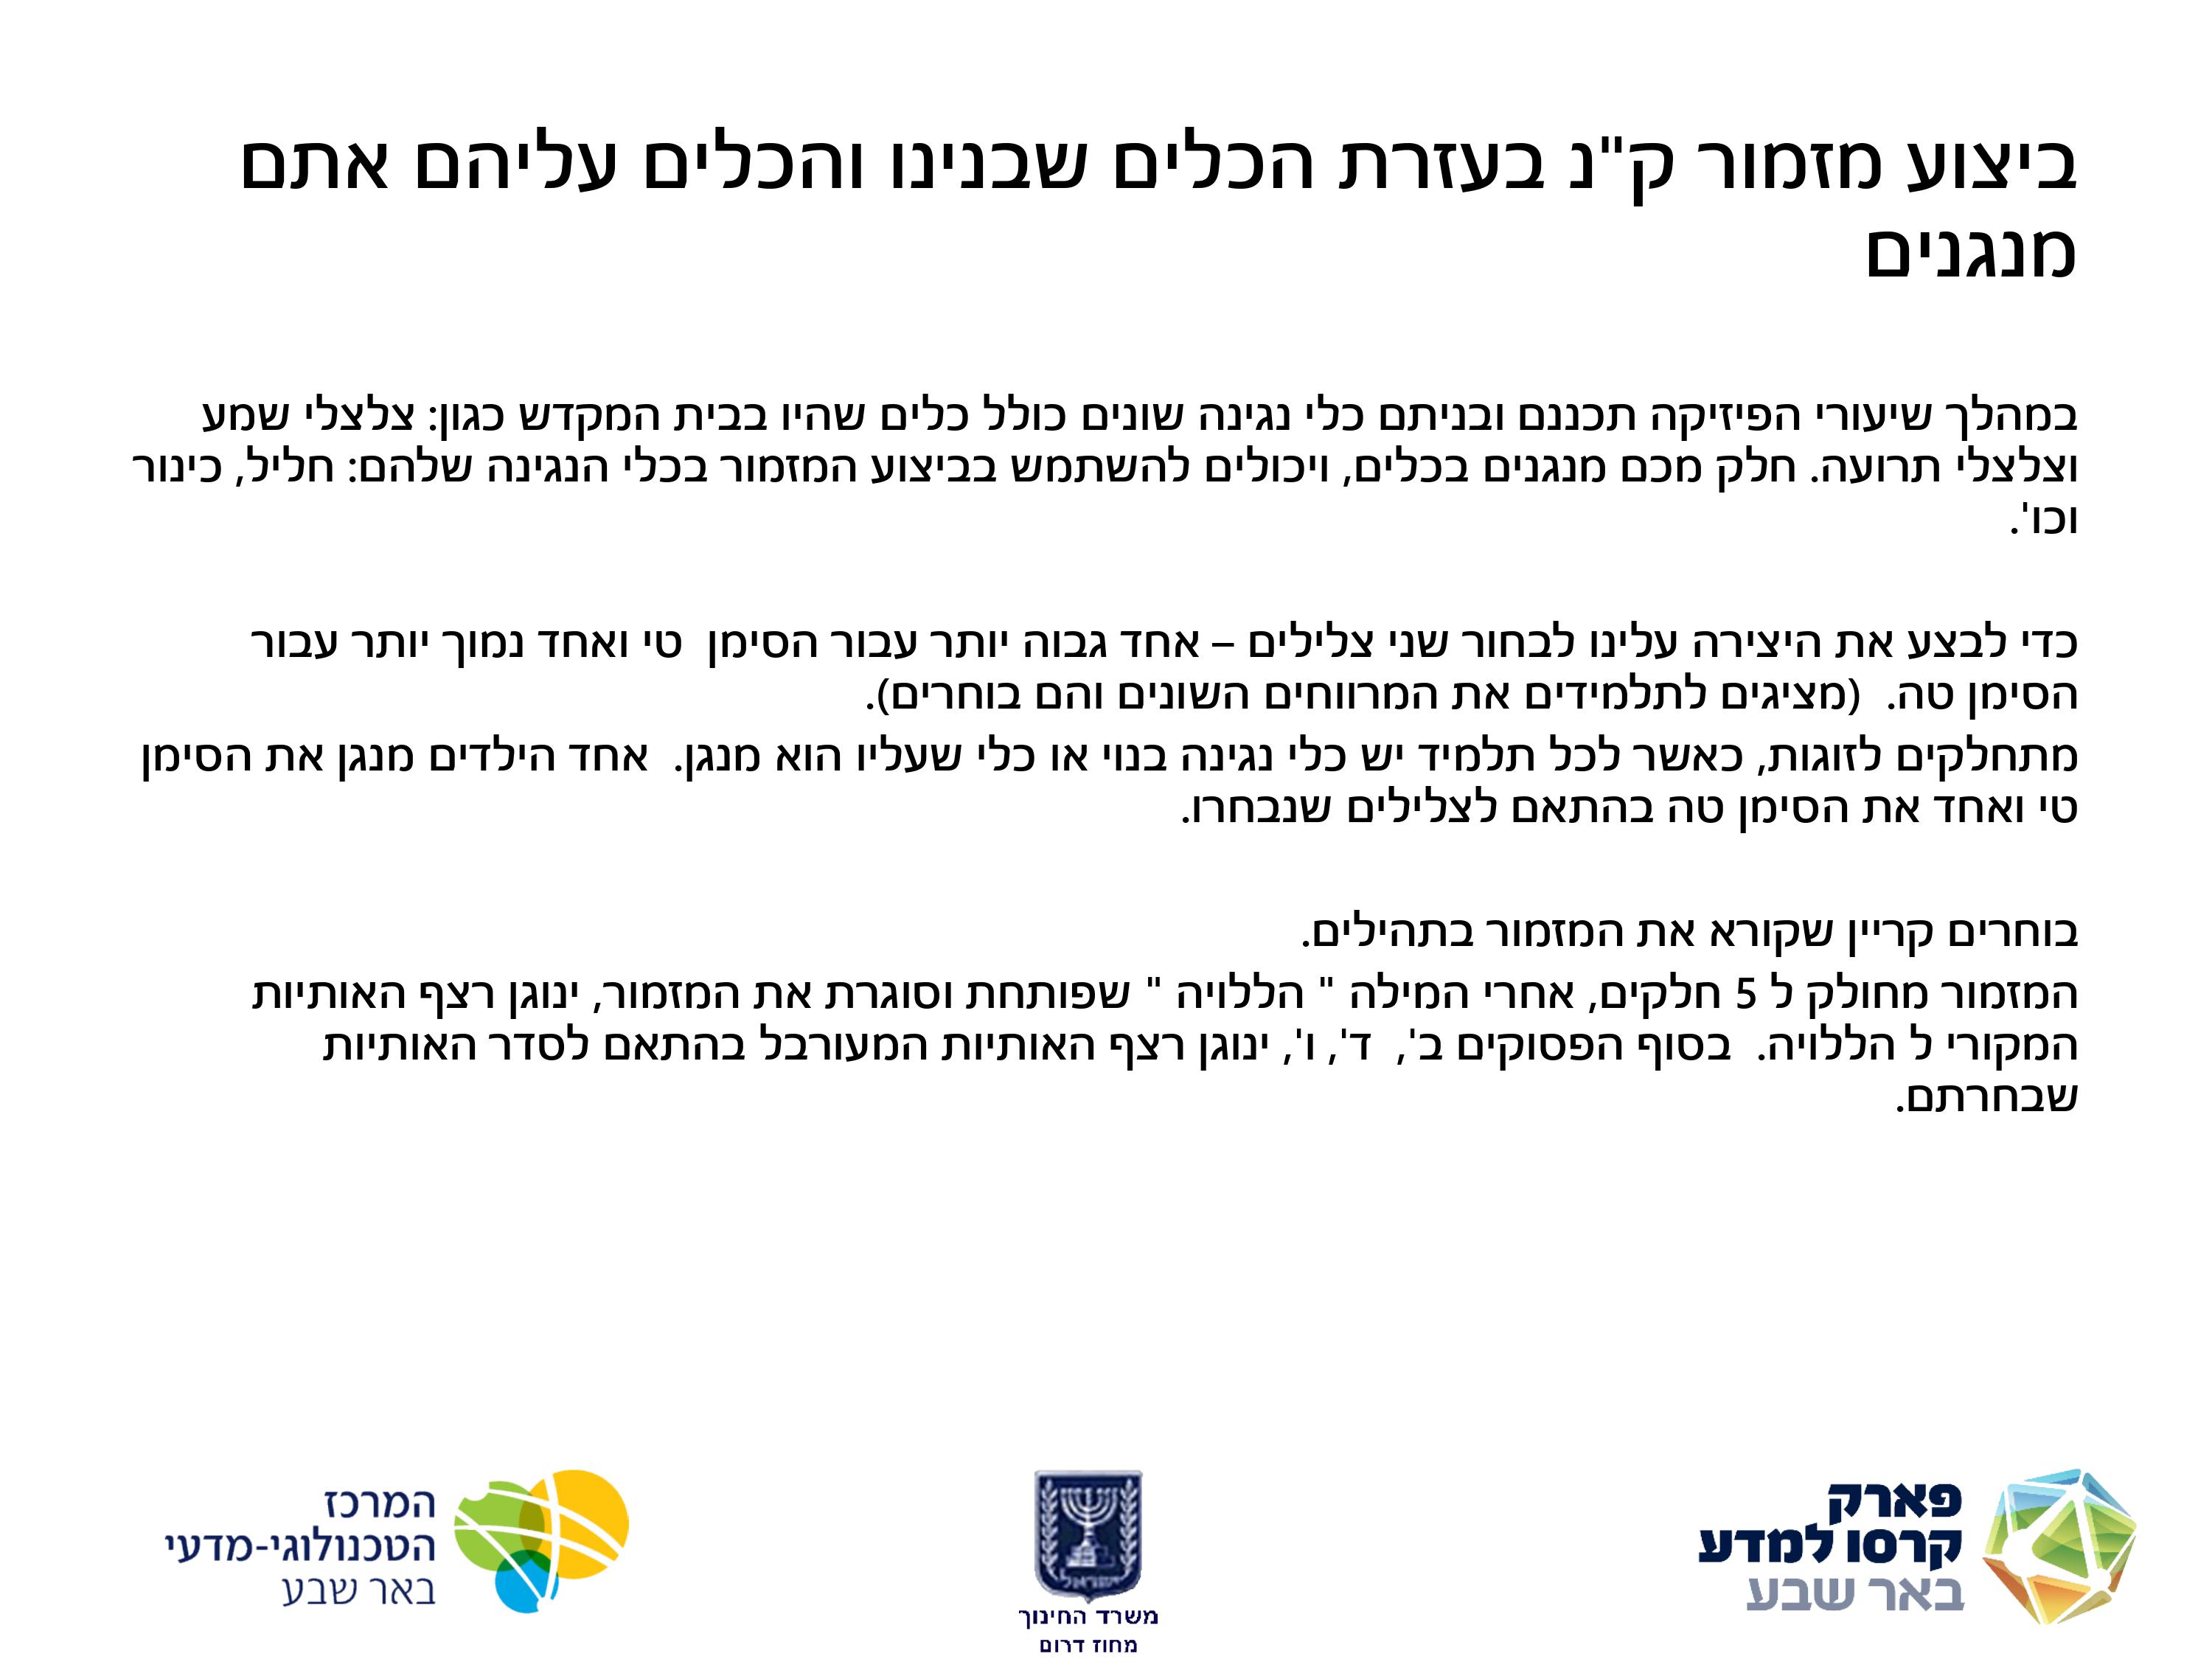 ביצוע מזמור ק"נ בעזרת הכלים שבנינו והכלים עליהם אתם
מנגנים
במהלך שיעורי הפיזיקה תכננם ובניתם כלי נגינה שונים כולל כלים שהיו בבית המקדש כגון: צלצלי שמע
וצלצלי תרועה. חלק מכם מנגנים בכלים, ויכולים להשתמש בביצוע המזמור בכלי הנגינה שלהם: חליל, כינור
וכו'.
כדי לבצע את היצירה עלינו לבחור שני צלילים – אחד גבוה יותר עבור הסימן  טי ואחד נמוך יותר עבור
הסימן טה.  (מציגים לתלמידים את המרווחים השונים והם בוחרים).
מתחלקים לזוגות, כאשר לכל תלמיד יש כלי נגינה בנוי או כלי שעליו הוא מנגן.  אחד הילדים מנגן את הסימן
טי ואחד את הסימן טה בהתאם לצלילים שנבחרו.
בוחרים קריין שקורא את המזמור בתהילים.
המזמור מחולק ל 5 חלקים, אחרי המילה " הללויה " שפותחת וסוגרת את המזמור, ינוגן רצף האותיות
המקורי ל הללויה.  בסוף הפסוקים ב',  ד', ו', ינוגן רצף האותיות המעורבל בהתאם לסדר האותיות
שבחרתם.
פארק
קרסו למדע
באר שבע
ישראל
משרד החינוך
מחוז דרום
המרכז
הטכנולוגי-מדעי
באר שבע